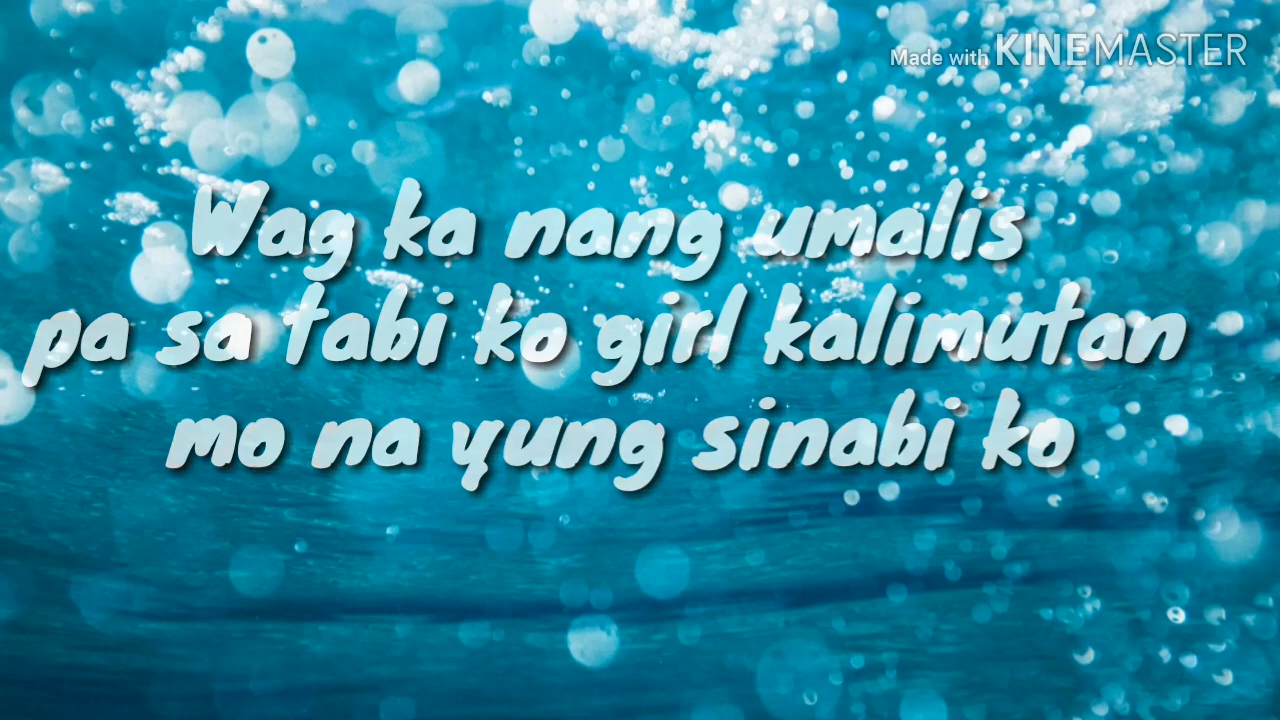 Made with KINEMASTER
Wag ka nang umalis
pa sa tabi ko girl kalimutan
mo na yung sinabi ko